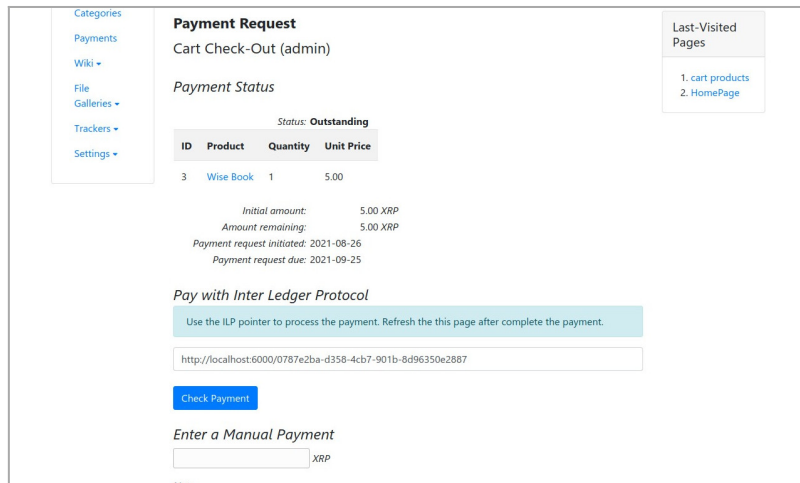 Categories
Payments
Wiki
File
Galleries
Trackers
Settings
Payment Request
Cart Check-Out (admin)
Payment Status
Status: Outstanding
ID Product Quantity Unit Price
3 Wise Book 1 5.00
Initial amount: 5.00 XRP
Amount remaining: 5.00 XRP
Payment request initiated: 2021-08-26
Payment request due: 2021-09-25
Pay with Inter Ledger Protocol
Use the ILP pointer to process the payment. Refresh the this page after complete the payment.
http://localhost:6000/0787e2ba-d358-4cb7-901b-8d96350e2887
Check Payment
Enter a Manual Payment
XRP
Last-Visited
Pages
1. cart products
2. HomePage